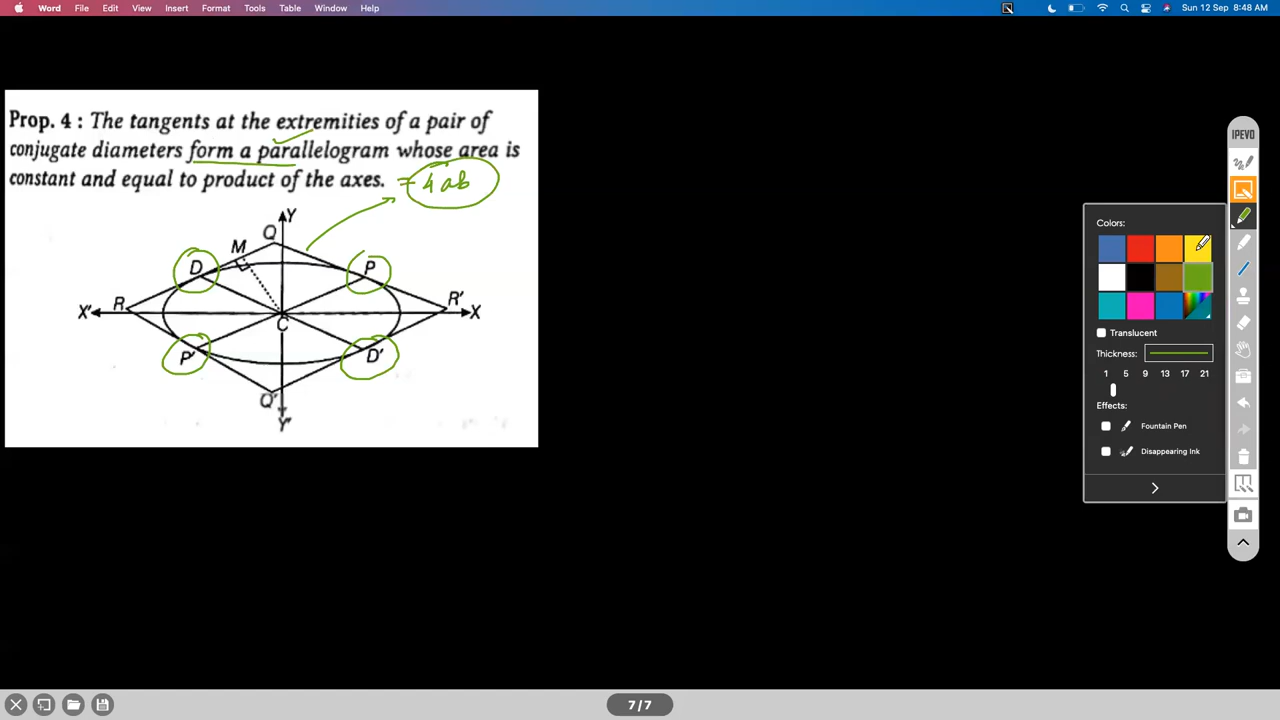 Word File Edit View Insert Format Tools Table Window Help Sun 12 Sep 8:48 AM
Prop. 4 : The tangents at the extremities of a pair of
conjugate diameters form a parallelogram whose area is
constant and equal to product of the axes. = 4ab
Y
Q
M
D
P
R
R'
X'
X
C
P'
D'
Q'
Y'
IPEVO
Colors:
Translucent
Thickness:
1 5 9 13 17 21
Effects:
Fountain Pen
Disappearing Ink
7/7